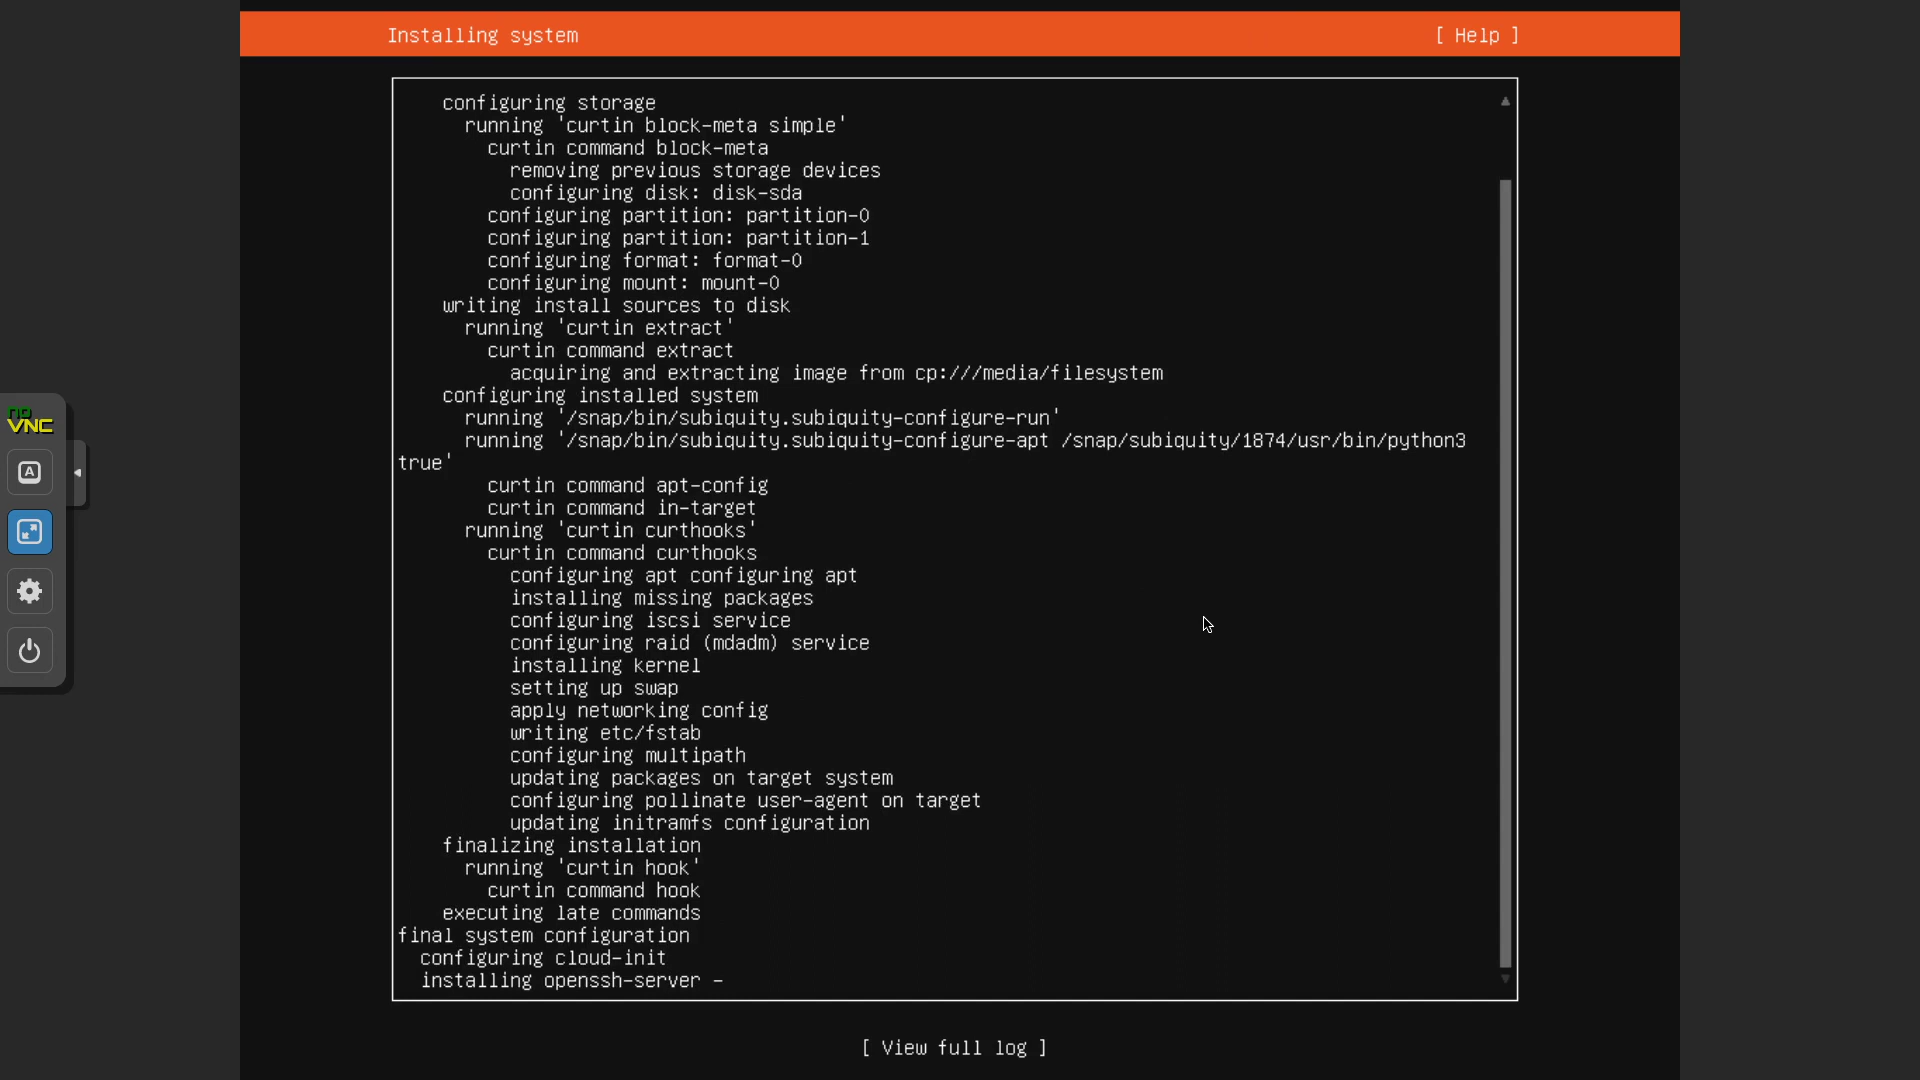 Installing system [ Help ]
configuring storage
running 'curtin block-meta simple'
curtin command block-meta
removing previous storage devices
configuring disk: disk-sda
configuring partition: partition-0
configuring partition: partition-1
configuring format: format-0
configuring mount: mount-0
writing install sources to disk
running 'curtin extract'
curtin command extract
acquiring and extracting image from cp:///media/filesystem
configuring installed system
running '/snap/bin/subiquity.subiquity-configure-run'
running '/snap/bin/subiquity.subiquity-configure-apt /snap/subiquity/1874/usr/bin/python3
true'
curtin command apt-config
curtin command in-target
running 'curtin curthooks'
curtin command curthooks
configuring apt configuring apt
installing missing packages
configuring iscsi service
configuring raid (mdadm) service
installing kernel
setting up swap
apply networking config
writing etc/fstab
configuring multipath
updating packages on target system
configuring pollinate user-agent on target
updating initramfs configuration
finalizing installation
running 'curtin hook'
curtin command hook
executing late commands
final system configuration
configuring cloud-init
installing openssh-server -
[ View full log ]
no
VNC
A